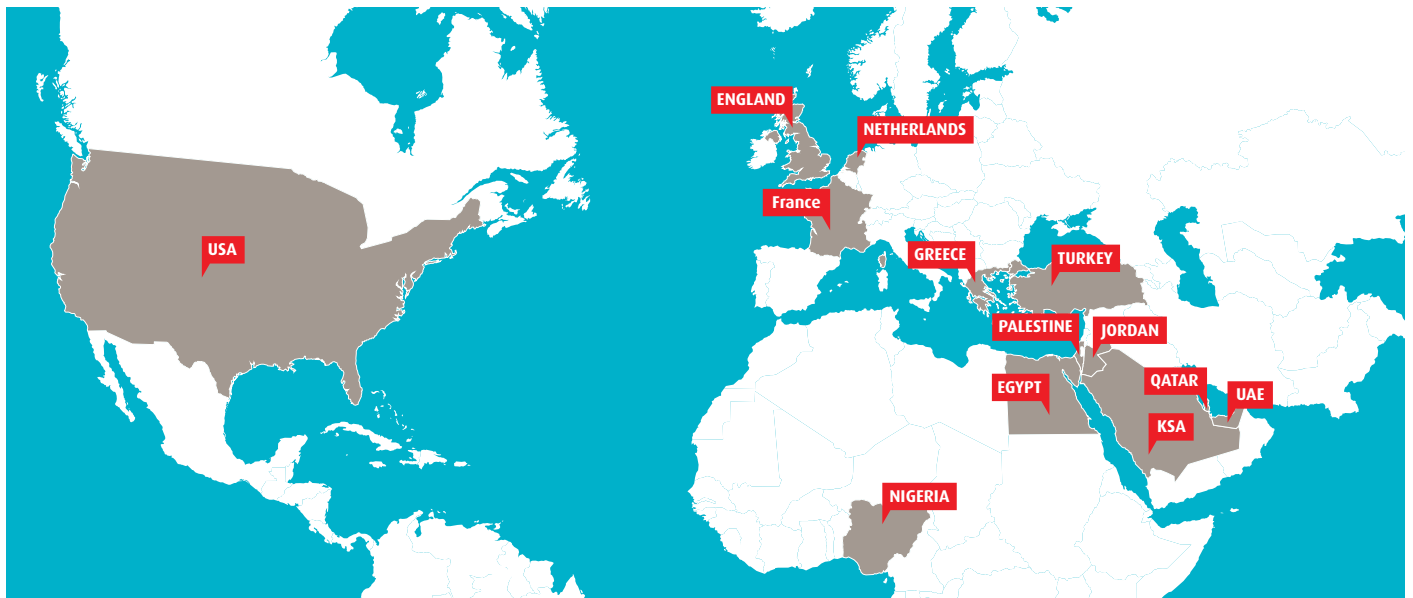 ENGLAND
NETHERLANDS
France
USA
GREECE
TURKEY
PALESTINE
JORDAN
EGYPT
QATAR
UAE
KSA
NIGERIA